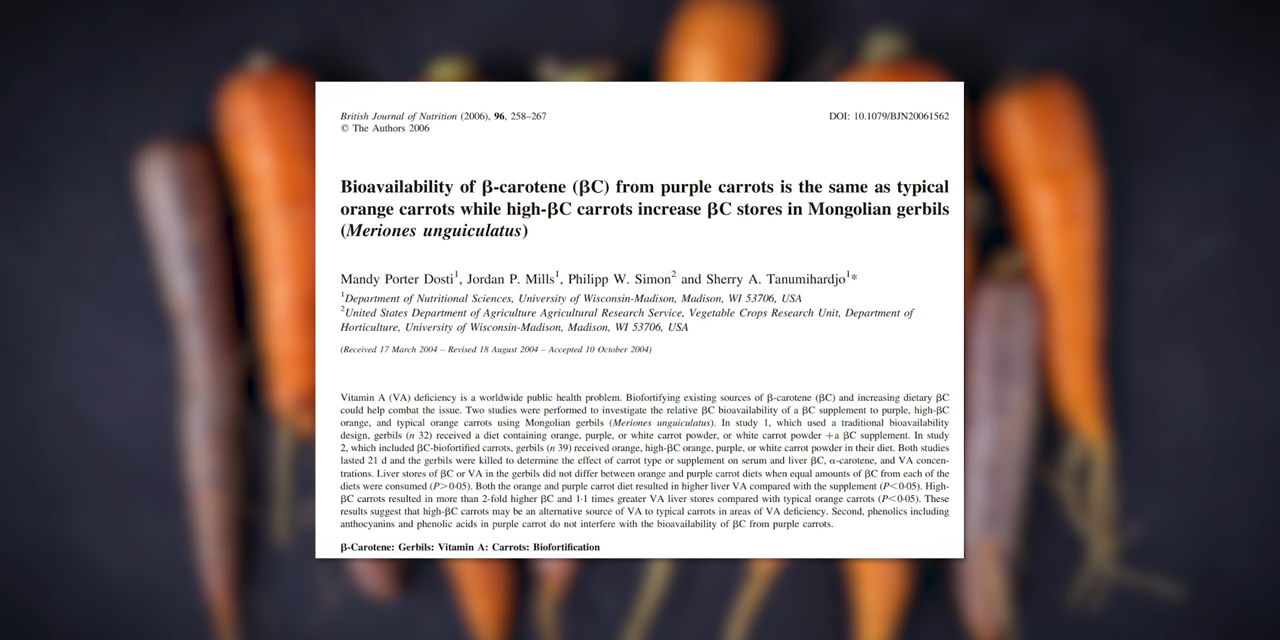 British Journal of Nutrition (2006), 96, 258–267
DOI: 10.1079/BJN20061562
© The Authors 2006
Bioavailability of β-carotene (βC) from purple carrots is the same as typical
orange carrots while high-βC carrots increase βC stores in Mongolian gerbils
(Meriones unguiculatus)
Mandy Porter Dosti1, Jordan P. Mills1, Philipp W. Simon2 and Sherry A. Tanumihardjo1*
1Department of Nutritional Sciences, University of Wisconsin-Madison, Madison, WI 53706, USA
2United States Department of Agriculture Agricultural Research Service, Vegetable Crops Research Unit, Department of
Horticulture, University of Wisconsin-Madison, Madison, WI 53706, USA
(Received 17 March 2004 – Revised 18 August 2004 – Accepted 10 October 2004)
Vitamin A (VA) deficiency is a worldwide public health problem. Biofortifying existing sources of β-carotene (βC) and increasing dietary βC
could help combat the issue. Two studies were performed to investigate the relative βC bioavailability of a βC supplement to purple, high-βC
orange, and typical orange carrots using Mongolian gerbils (Meriones unguiculatus). In study 1, which used a traditional bioavailability
design, gerbils (n 32) received a diet containing orange, purple, or white carrot powder, or white carrot powder +a βC supplement. In study
2, which included βC-biofortified carrots, gerbils (n 39) received orange, high-βC orange, purple, or white carrot powder in their diet. Both studies
lasted 21 d and the gerbils were killed to determine the effect of carrot type or supplement on serum and liver βC, α-carotene, and VA concen-
trations. Liver stores of βC or VA in the gerbils did not differ between orange and purple carrot diets when equal amounts of βC from each of the
diets were consumed (P>0·05). Both the orange and purple carrot diet resulted in higher liver VA compared with the supplement (P<0·05). High-
βC carrots resulted in more than 2-fold higher βC and 1·1 times greater VA liver stores compared with typical orange carrots (P<0·05). These
results suggest that high-βC carrots may be an alternative source of VA to typical carrots in areas of VA deficiency. Second, phenolics including
anthocyanins and phenolic acids in purple carrot do not interfere with the bioavailability of βC from purple carrots.
β-Carotene: Gerbils: Vitamin A: Carrots: Biofortification